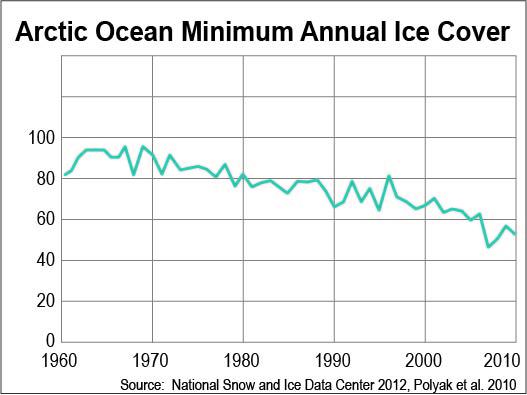 Arctic Ocean Minimum Annual Ice Cover
100
80
60
40
20
0
1960 1970 1980 1990 2000 2010
Source: National Snow and Ice Data Center 2012, Polyak et al. 2010